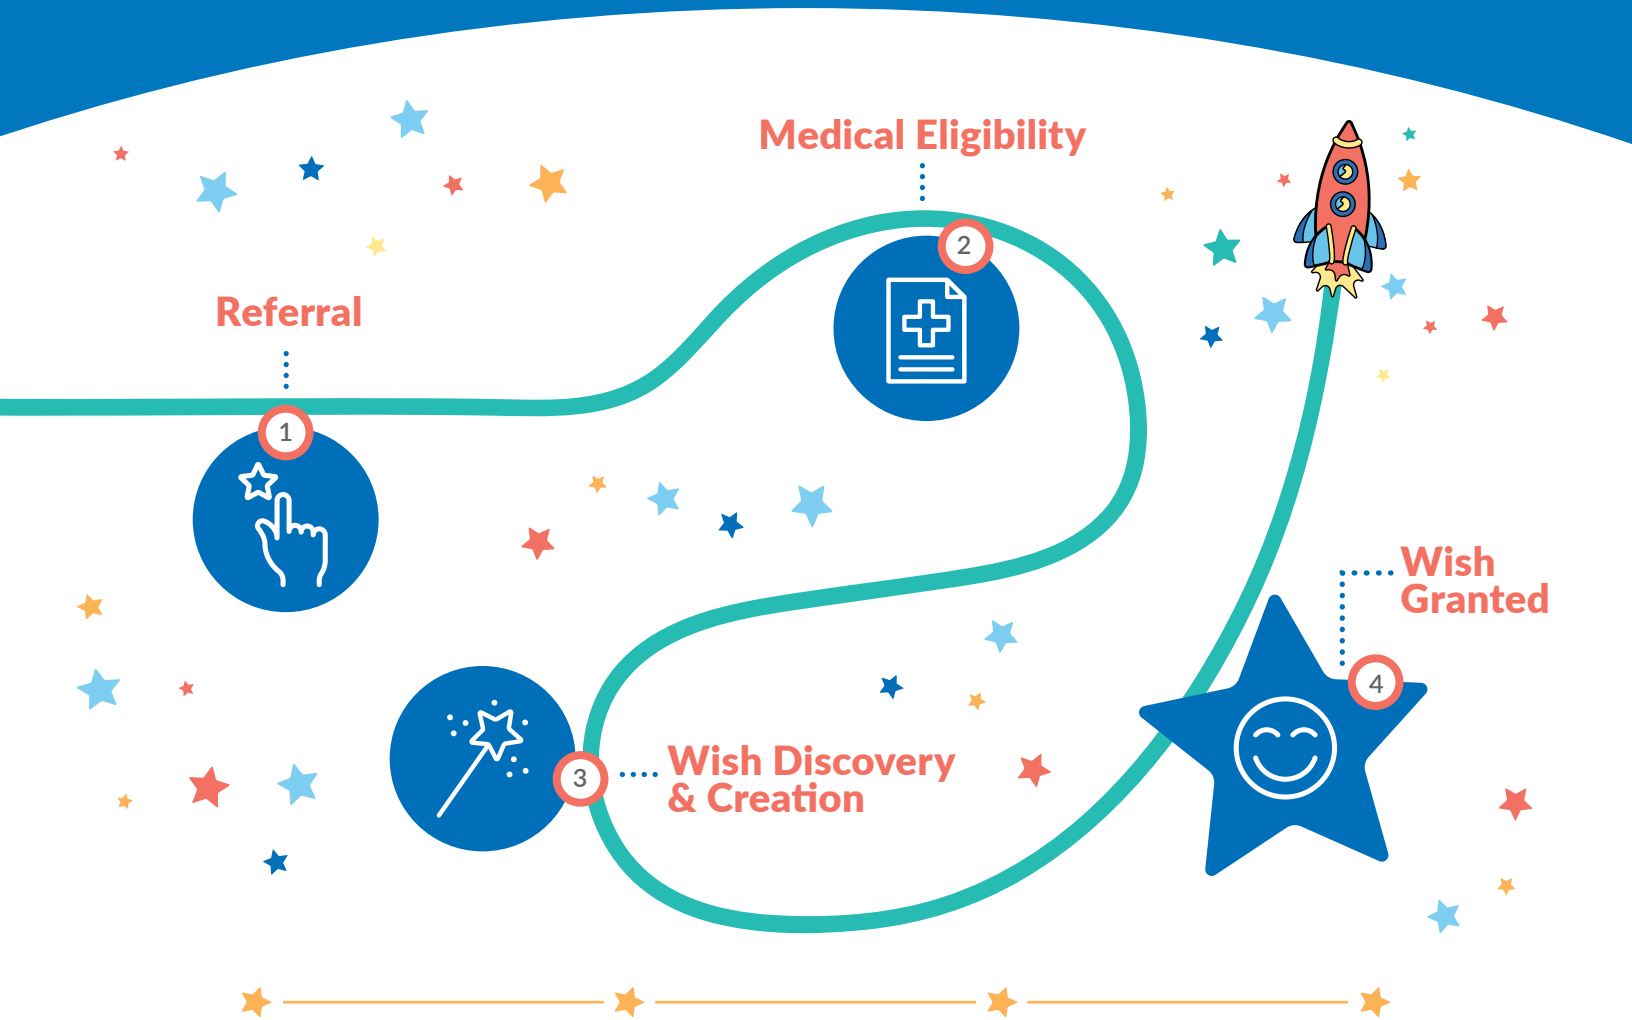 Referral
1
Medical Eligibility
2
3
Wish Discovery
& Creation
Wish
Granted
4